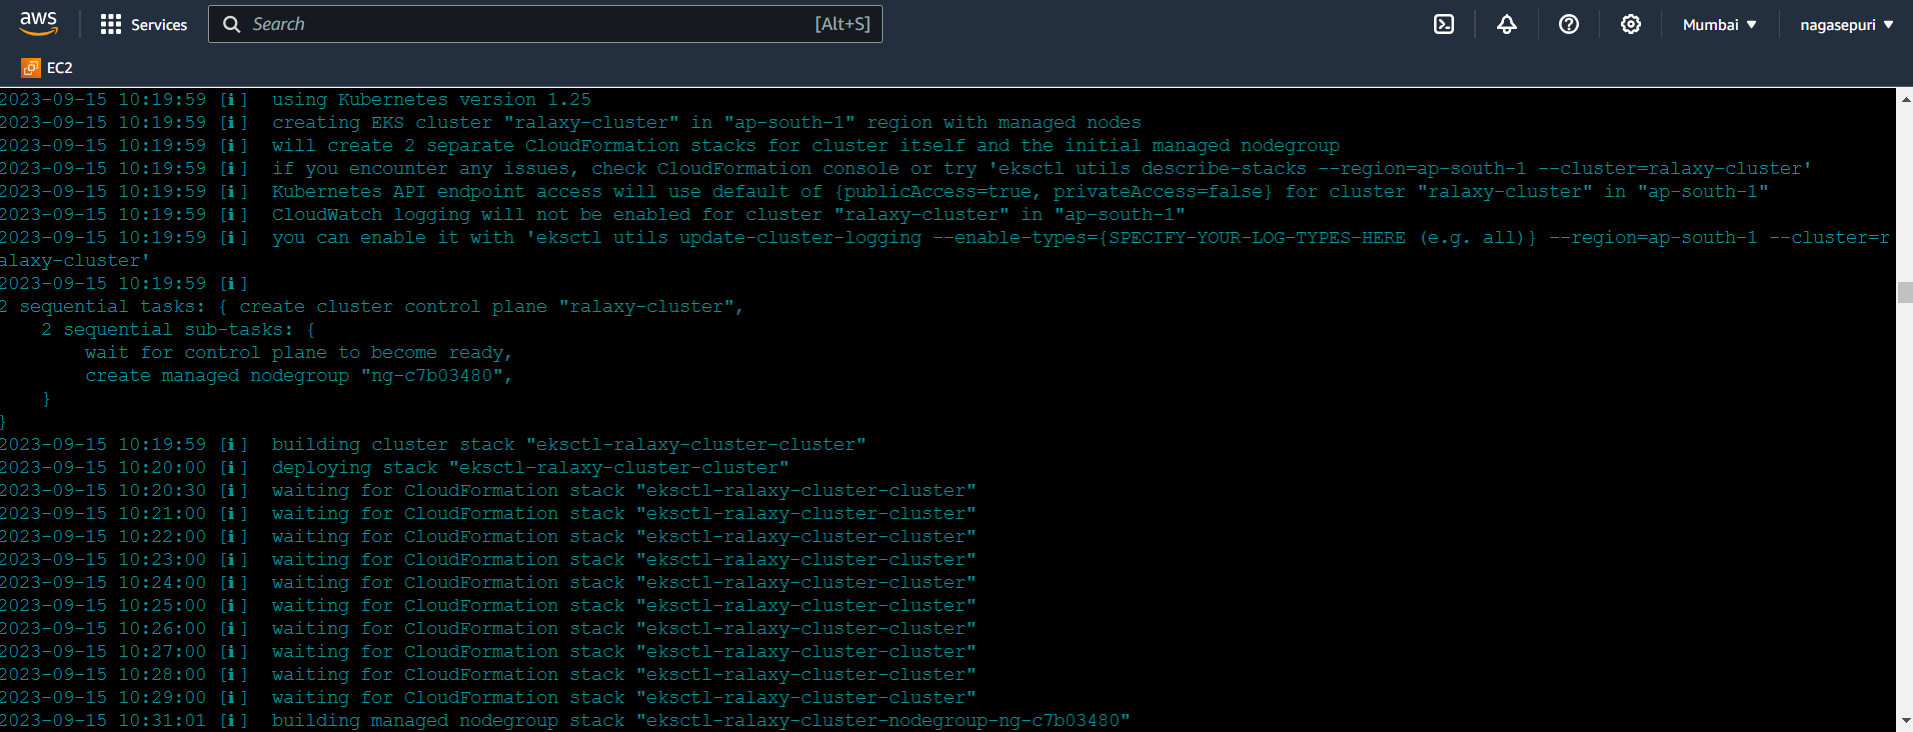 aws
Services
Search
[Alt+S]
Mumbai
nagasepuri
EC2
2023-09-15 10:19:59 [ℹ]  using Kubernetes version 1.25
2023-09-15 10:19:59 [ℹ]  creating EKS cluster "ralaxy-cluster" in "ap-south-1" region with managed nodes
2023-09-15 10:19:59 [ℹ]  will create 2 separate CloudFormation stacks for cluster itself and the initial managed nodegroup
2023-09-15 10:19:59 [ℹ]  if you encounter any issues, check CloudFormation console or try 'eksctl utils describe-stacks --region=ap-south-1 --cluster=ralaxy-cluster'
2023-09-15 10:19:59 [ℹ]  Kubernetes API endpoint access will use default of {publicAccess=true, privateAccess=false} for cluster "ralaxy-cluster" in "ap-south-1"
2023-09-15 10:19:59 [ℹ]  CloudWatch logging will not be enabled for cluster "ralaxy-cluster" in "ap-south-1"
2023-09-15 10:19:59 [ℹ]  you can enable it with 'eksctl utils update-cluster-logging --enable-types={SPECIFY-YOUR-LOG-TYPES-HERE (e.g. all)} --region=ap-south-1 --cluster=r
alaxy-cluster'
2023-09-15 10:19:59 [ℹ]
2 sequential tasks: { create cluster control plane "ralaxy-cluster",
    2 sequential sub-tasks: {
        wait for control plane to become ready,
        create managed nodegroup "ng-c7b03480",
    }
}
2023-09-15 10:19:59 [ℹ]  building cluster stack "eksctl-ralaxy-cluster-cluster"
2023-09-15 10:20:00 [ℹ]  deploying stack "eksctl-ralaxy-cluster-cluster"
2023-09-15 10:20:30 [ℹ]  waiting for CloudFormation stack "eksctl-ralaxy-cluster-cluster"
2023-09-15 10:21:00 [ℹ]  waiting for CloudFormation stack "eksctl-ralaxy-cluster-cluster"
2023-09-15 10:22:00 [ℹ]  waiting for CloudFormation stack "eksctl-ralaxy-cluster-cluster"
2023-09-15 10:23:00 [ℹ]  waiting for CloudFormation stack "eksctl-ralaxy-cluster-cluster"
2023-09-15 10:24:00 [ℹ]  waiting for CloudFormation stack "eksctl-ralaxy-cluster-cluster"
2023-09-15 10:25:00 [ℹ]  waiting for CloudFormation stack "eksctl-ralaxy-cluster-cluster"
2023-09-15 10:26:00 [ℹ]  waiting for CloudFormation stack "eksctl-ralaxy-cluster-cluster"
2023-09-15 10:27:00 [ℹ]  waiting for CloudFormation stack "eksctl-ralaxy-cluster-cluster"
2023-09-15 10:28:00 [ℹ]  waiting for CloudFormation stack "eksctl-ralaxy-cluster-cluster"
2023-09-15 10:29:00 [ℹ]  waiting for CloudFormation stack "eksctl-ralaxy-cluster-cluster"
2023-09-15 10:31:01 [ℹ]  building managed nodegroup stack "eksctl-ralaxy-cluster-nodegroup-ng-c7b03480"